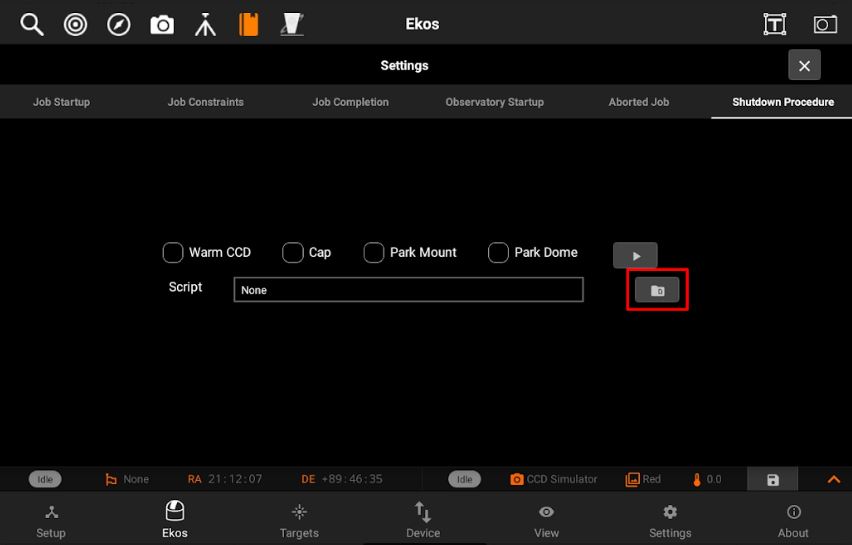 Ekos
Settings
Job Startup Job Constraints Job Completion Observatory Startup Aborted Job Shutdown Procedure
Warm CCD Cap Park Mount Park Dome
Script None
Idle None RA 21:12:07 DE +89:46:35 Idle CCD Simulator Red 0.0
Setup Ekos Targets Device View Settings About